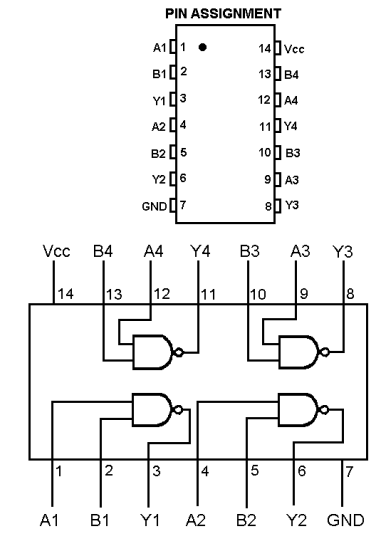 PIN ASSIGNMENT
A1 1 14 Vcc
B1 2 13 B4
Y1 3 12 A4
A2 4 11 Y4
B2 5 10 B3
Y2 6 9 A3
GND 7 8 Y3
Vcc B4 A4 Y4 B3 A3 Y3
14 13 12 11 10 9 8
1 2 3 4 5 6 7
A1 B1 Y1 A2 B2 Y2 GND